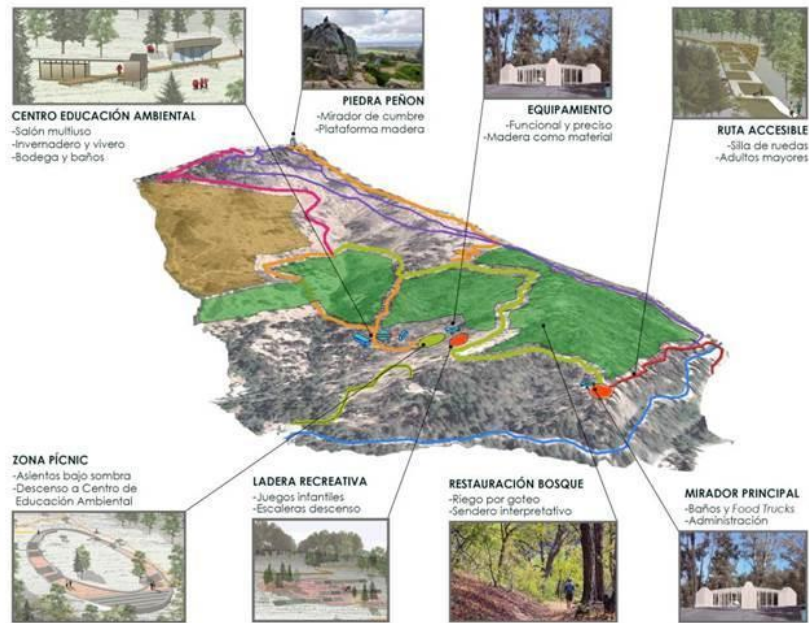 CENTRO EDUCACIÓN AMBIENTAL
-Salón multiuso
-Invernadero y vivero
-Bodega y baños
PIEDRA PEÑON
-Mirador de cumbre
-Plataforma madera
EQUIPAMIENTO
-Funcional y preciso
-Madera como material
RUTA ACCESIBLE
-Silla de ruedas
-Adultos mayores
ZONA PÍCNIC
-Asientos bajo sombra
-Descenso a Centro de
Educación Ambiental
LADERA RECREATIVA
-Juegos infantiles
-Escaleras descenso
RESTAURACIÓN BOSQUE
-Riego por goteo
-Sendero interpretativo
MIRADOR PRINCIPAL
-Baños y Food Trucks
-Administración